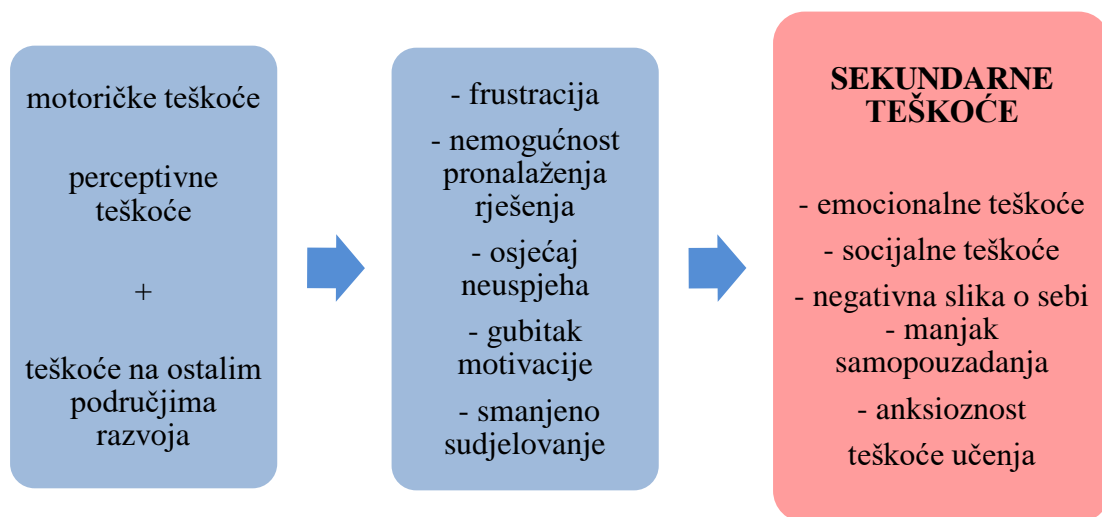 motoričke teškoće
perceptivne
teškoće
+
teškoće na ostalim
područjima
razvoja
- frustracija
- nemogućnost
pronalaženja
rješenja
- osjećaj
neuspjeha
- gubitak
motivacije
- smanjeno
sudjelovanje
SEKUNDARNE
TEŠKOĆE
- emocionalne teškoće
- socijalne teškoće
- negativna slika o sebi
- manjak
samopouzadanja
- anksioznost
teškoće učenja